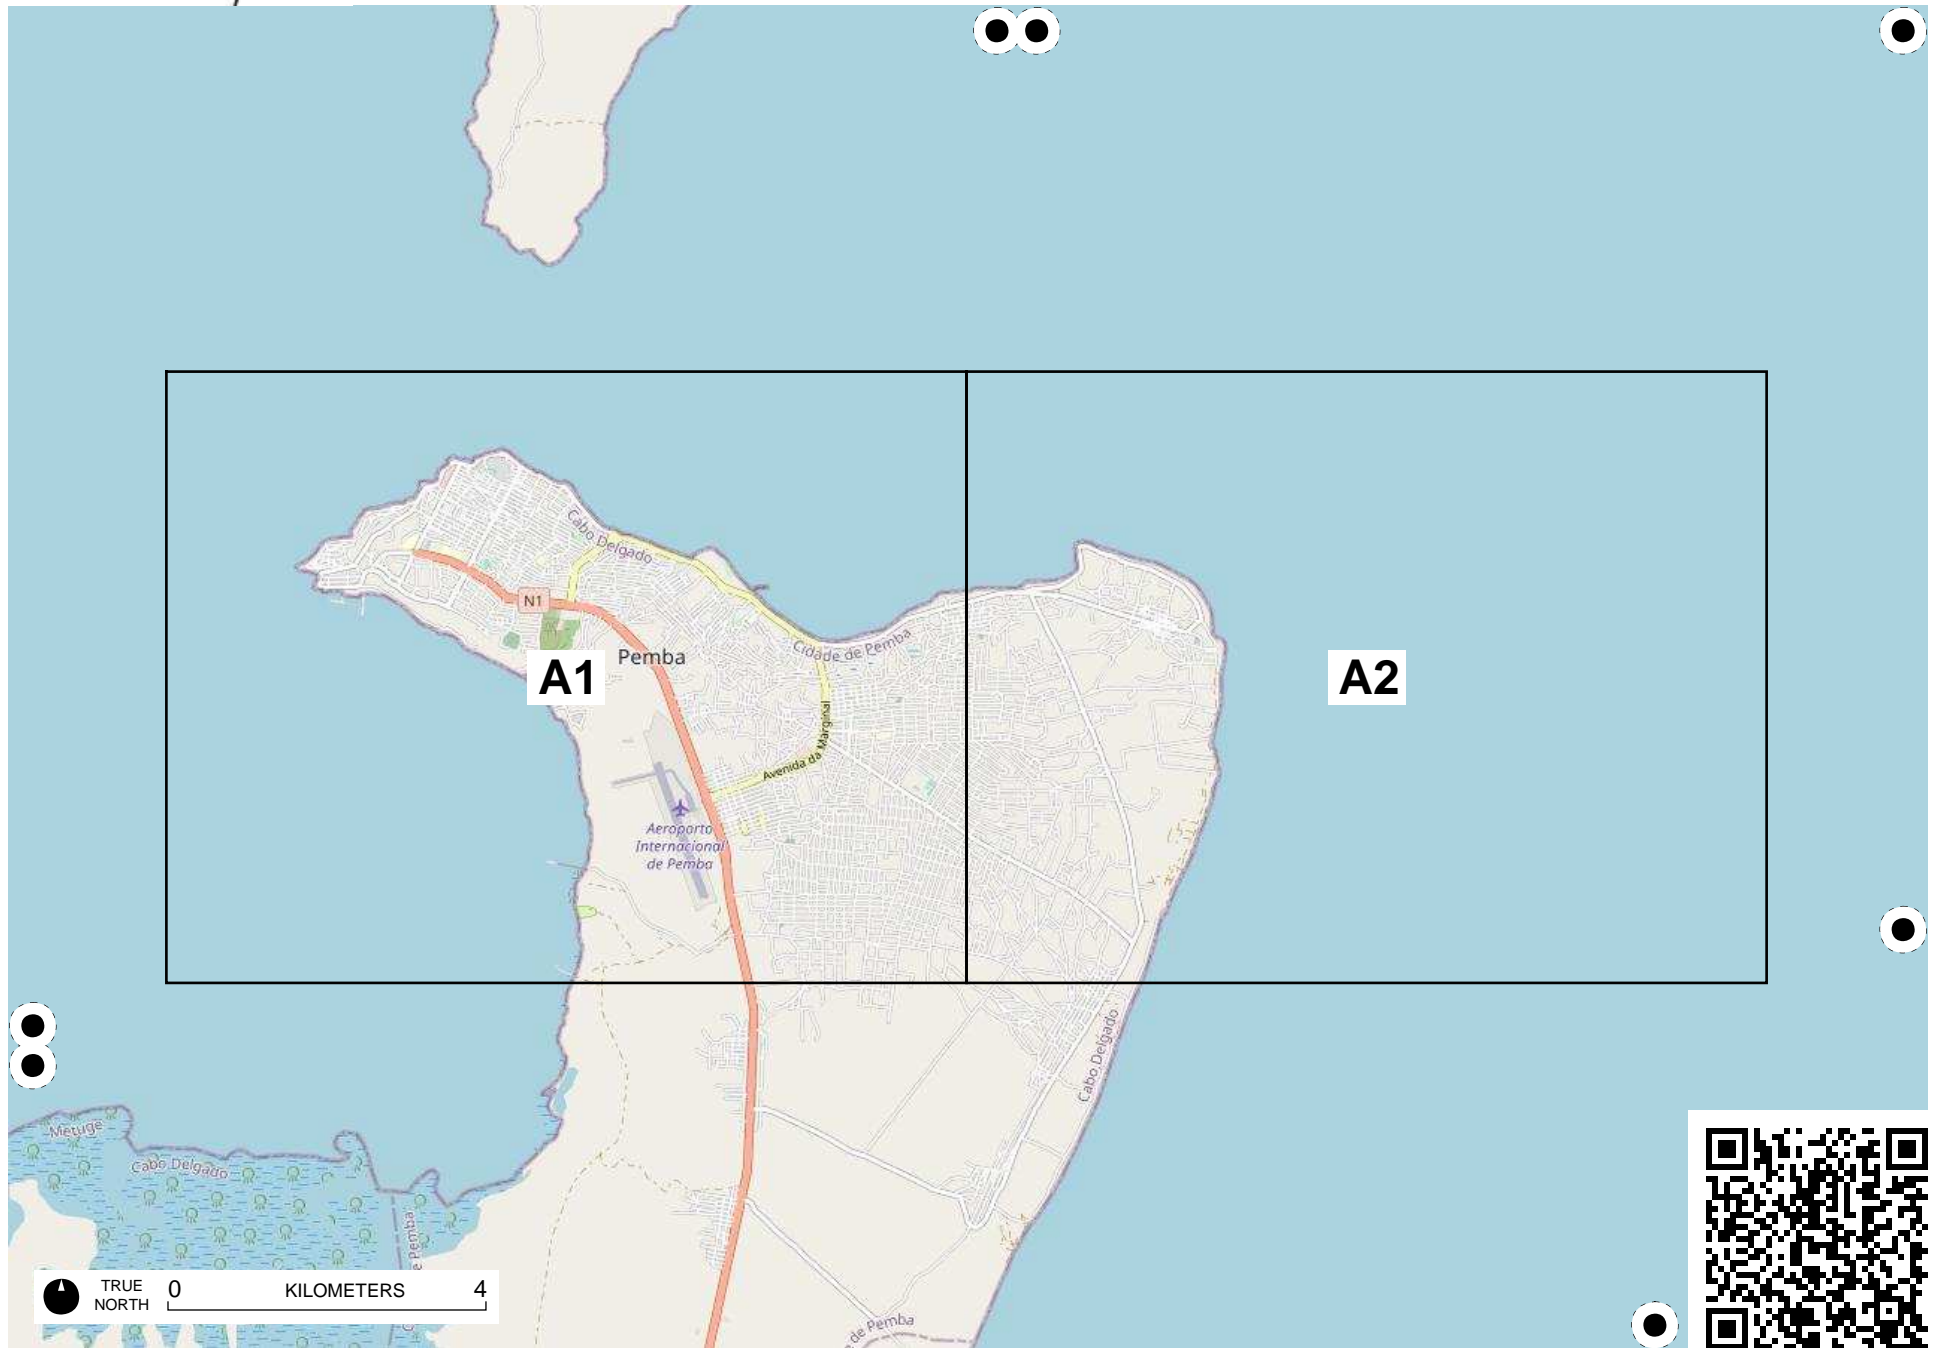 Cabo Delgado
N1
Pemba
Cidade de Pemba
A1
A2
Avenida da Marginal
Aeroporto
Internacional
de Pemba
Cabo Delgado
Metuge
Cabo Delgado
e Pemba
TRUE
NORTH
0
KILOMETERS
4
de Pemba